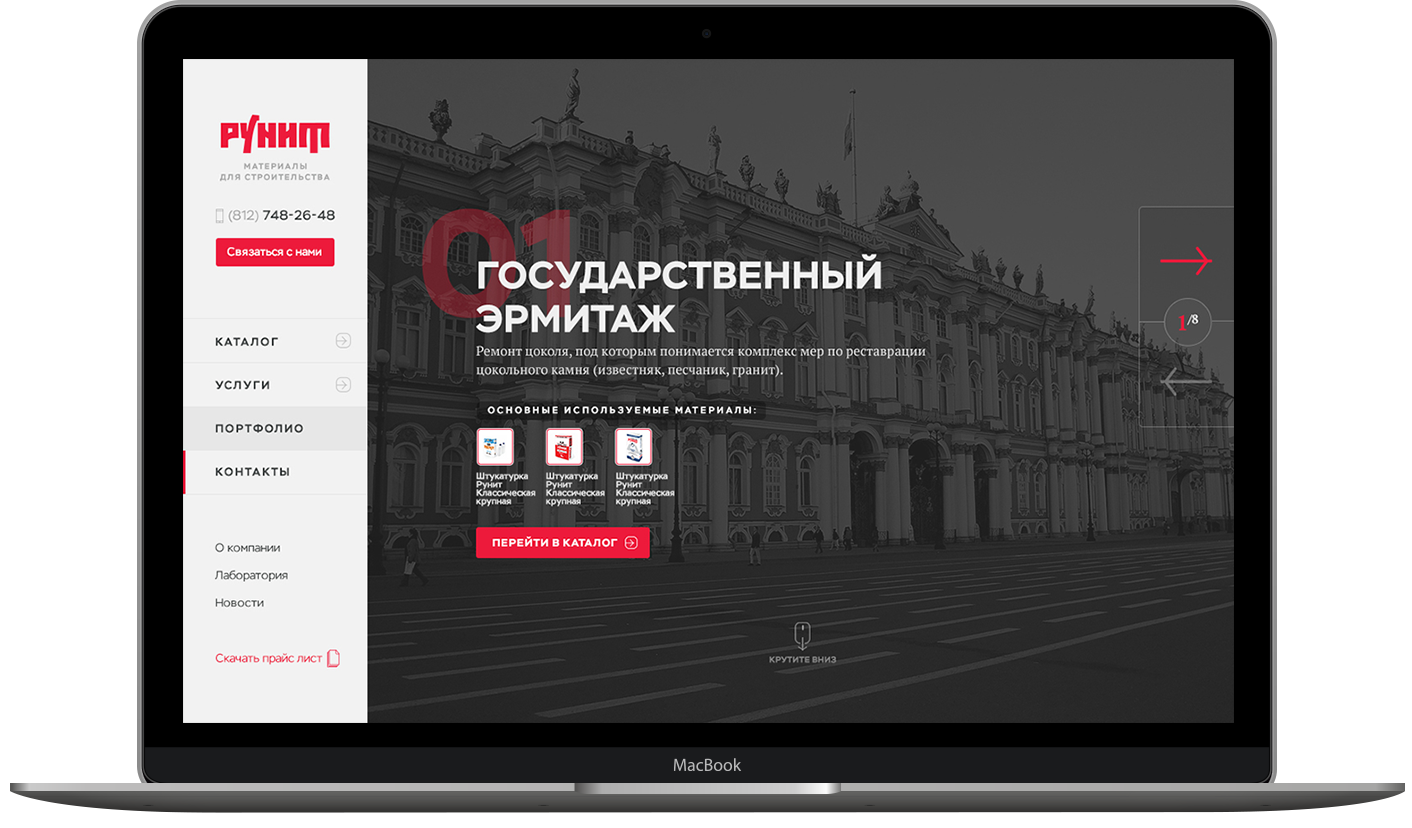 РУНИТ
МАТЕРИАЛЫ
ДЛЯ СТРОИТЕЛЬСТВА
(812) 748-26-48
Связаться с нами
КАТАЛОГ
УСЛУГИ
ПОРТФОЛИО
КОНТАКТЫ
О компании
Лаборатория
Новости
Скачать прайс лист
01
ГОСУДАРСТВЕННЫЙ
ЭРМИТАЖ
Ремонт цоколя, под которым понимается комплекс мер по реставрации
цокольного камня (известняк, песчаник, гранит).
ОСНОВНЫЕ ИСПОЛЬЗУЕМЫЕ МАТЕРИАЛЫ:
Штукатурка
Рунит
Классическая
крупная
Штукатурка
Рунит
Классическая
крупная
Штукатурка
Рунит
Классическая
крупная
ПЕРЕЙТИ В КАТАЛОГ
1/8
КРУТИТЕ ВНИЗ
MacBook